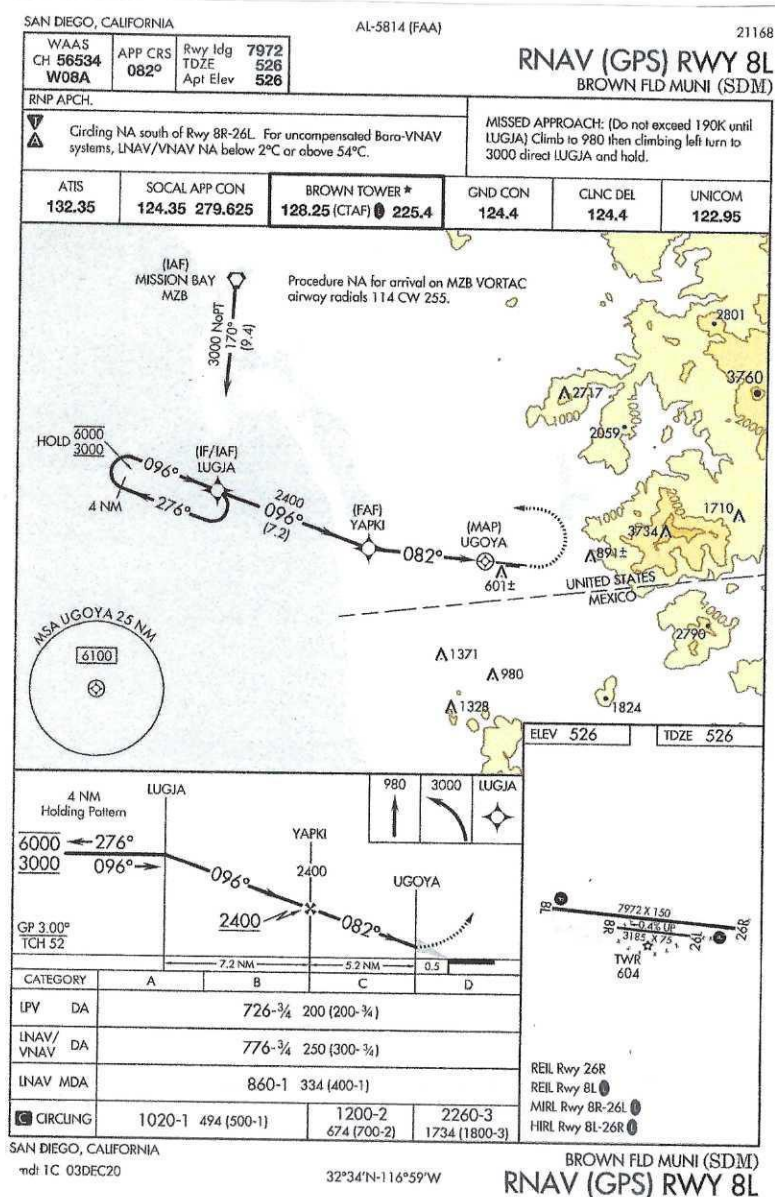 SAN DIEGO, CALIFORNIA
AL-5814 (FAA)
21168
WAAS
CH 56534
W08A
APP CRS
082°
Rwy ldg 7972
TDZE 526
Apt Elev 526
RNAV (GPS) RWY 8L
BROWN FLD MUNI (SDM)
RNP APCH.
T
A
Circling NA south of Rwy 8R-26L. For uncompensated Baro-VNAV
systems, LNAV/VNAV NA below 2°C or above 54°C.
MISSED APPROACH: (Do not exceed 190K until
LUGJA) Climb to 980 then climbing left turn to
3000 direct LUGJA and hold.
ATIS
132.35
SOCAL APP CON
124.35 279.625
BROWN TOWER ★
128.25 (CTAF) L 225.4
GND CON
124.4
CLNC DEL
124.4
UNICOM
122.95
(IAF)
MISSION BAY
MZB
Procedure NA for arrival on MZB VORTAC
airway radials 114 CW 255.
3000 NoPT
170°
(9.4)
2801
3760
2000
2717
1000
1000
2059
HOLD 6000
3000
096°
276°
4 NM
(IF/IAF)
LUGJA
2400
096°
(7.2)
(FAF)
YAPKI
082°
(MAP)
UGOYA
601±
1710
3734
891±
UNITED STATES
MEXICO
1000
2790
MSA UGOYA 25 NM
6100
1371
980
1328
1824
ELEV 526
TDZE 526
4 NM
Holding Pattern
LUGJA
980
3000
LUGJA
6000
3000
276°
096°
YAPKI
2400
096°
2400
082°
UGOYA
GP 3.00°
TCH 52
7.2 NM
5.2 NM
0.5
8L
7972 X 150
26R
8R
0.4% UP
3185 X 75
26L
TWR
604
CATEGORY A B C D
LPV DA 726-¾ 200 (200-¾)
LNAV/
VNAV DA 776-¾ 250 (300-¾)
LNAV MDA 860-1 334 (400-1)
C CIRCLING 1020-1 494 (500-1)
1200-2
674 (700-2)
2260-3
1734 (1800-3)
REIL Rwy 26R
REIL Rwy 8L L
MIRL Rwy 8R-26L L
HIRL Rwy 8L-26R L
SAN DIEGO, CALIFORNIA
1C 03DEC20
32°34'N-116°59'W
BROWN FLD MUNI (SDM)
RNAV (GPS) RWY 8L